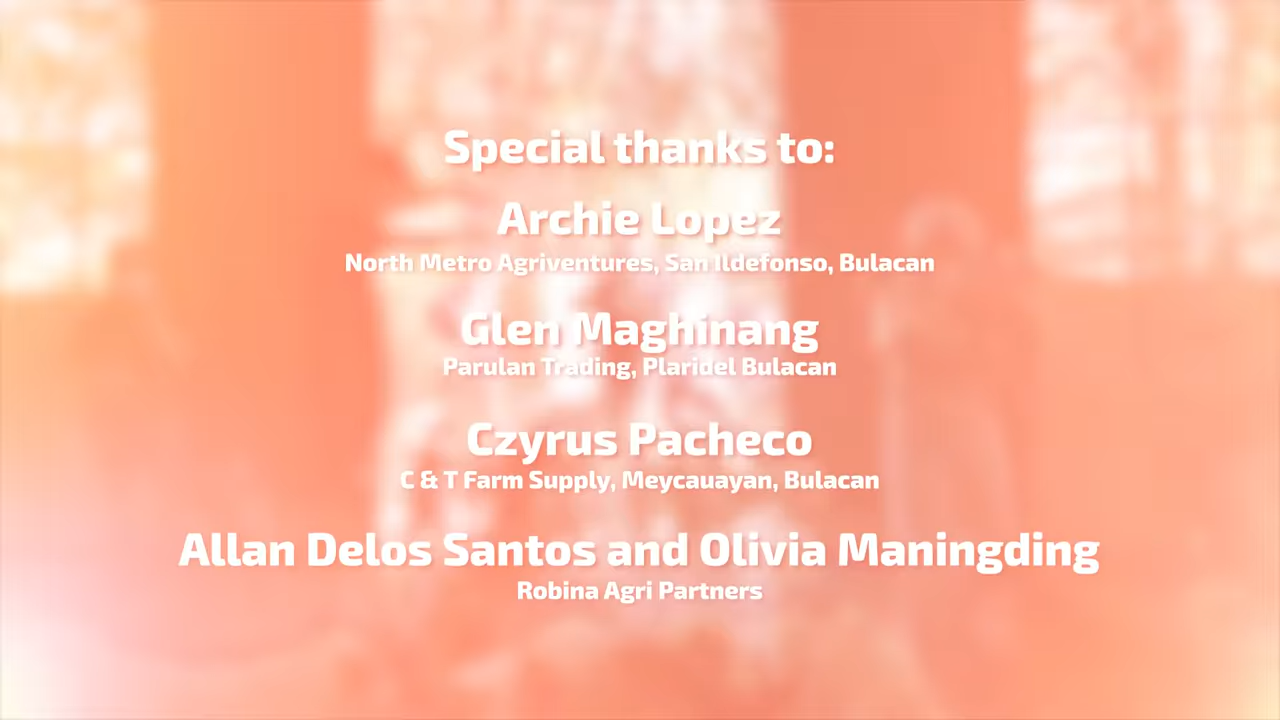 Special thanks to:
Archie Lopez
North Metro Agriventures, San Ildefonso, Bulacan
Glen Maghinang
Parulan Trading, Plaridel Bulacan
Czyrus Pacheco
C & T Farm Supply, Meycauayan, Bulacan
Allan Delos Santos and Olivia Maningding
Robina Agri Partners